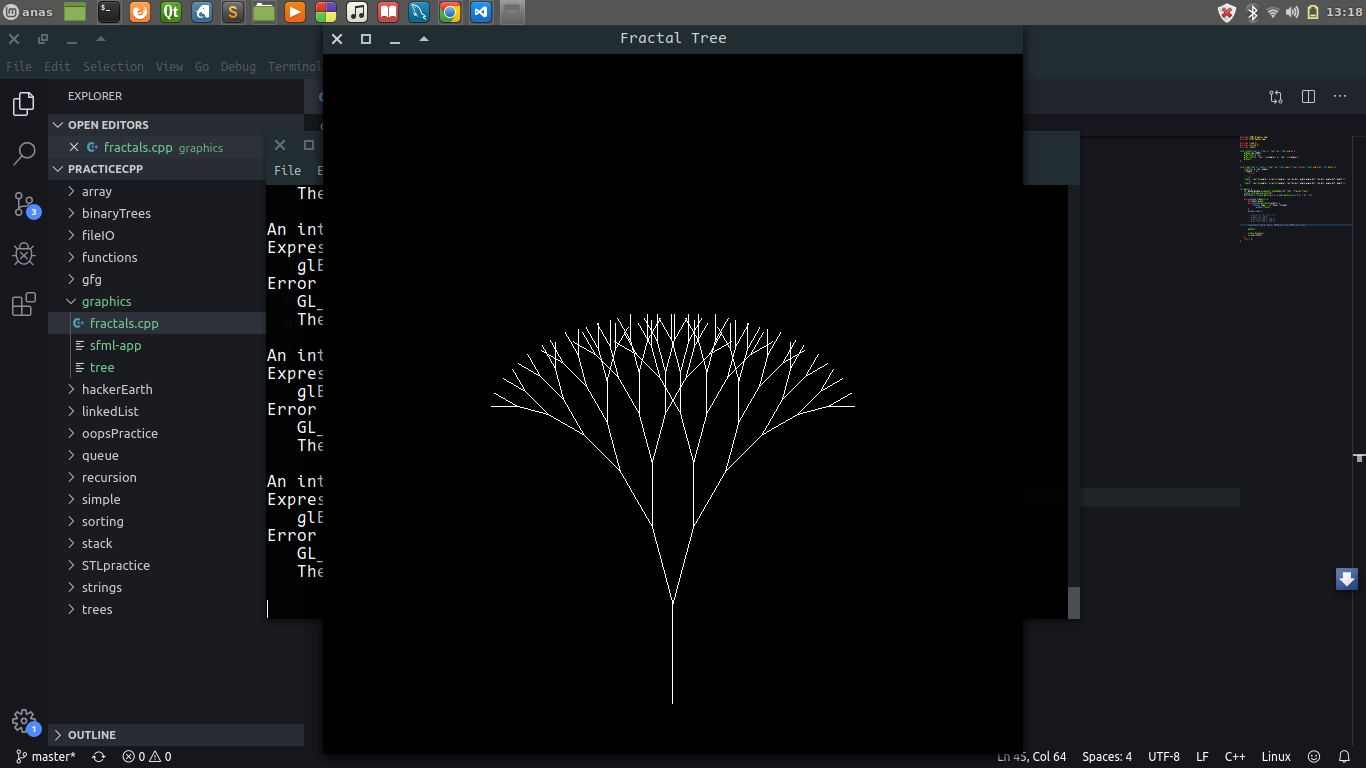 anas
13:18
Fractal Tree
File Edit Selection View Go Debug Terminal
EXPLORER
OPEN EDITORS
fractals.cpp graphics
PRACTICECPP
array
binaryTrees
fileIO
functions
gfg
graphics
fractals.cpp
sfml-app
tree
hackerEarth
linkedList
oopsPractice
queue
recursion
simple
sorting
stack
STLpractice
strings
trees
OUTLINE
File
The
An int
Expres
Error
GL_
The
An int
Expres
Error
GL_
The
An int
Expres
Error
GL_
The
3
1
master*
0 0
Ln 45, Col 64
Spaces: 4
UTF-8
LF
C++
Linux